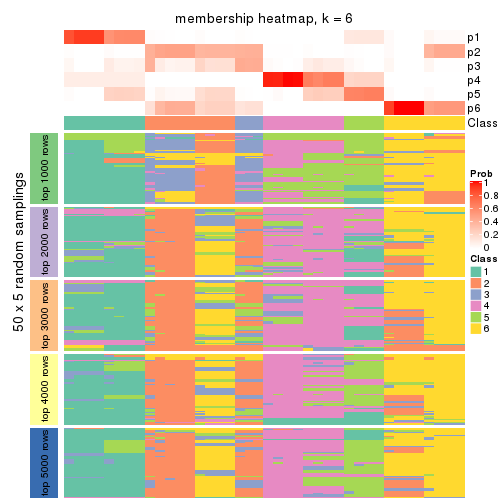 membership heatmap, k = 6
p1
p2
p3
p4
p5
p6
Class
50 x 5 random samplings
top 1000 rows
top 2000 rows
top 3000 rows
top 4000 rows
top 5000 rows
Prob
1
0.8
0.6
0.4
0.2
0
Class
1
2
3
4
5
6